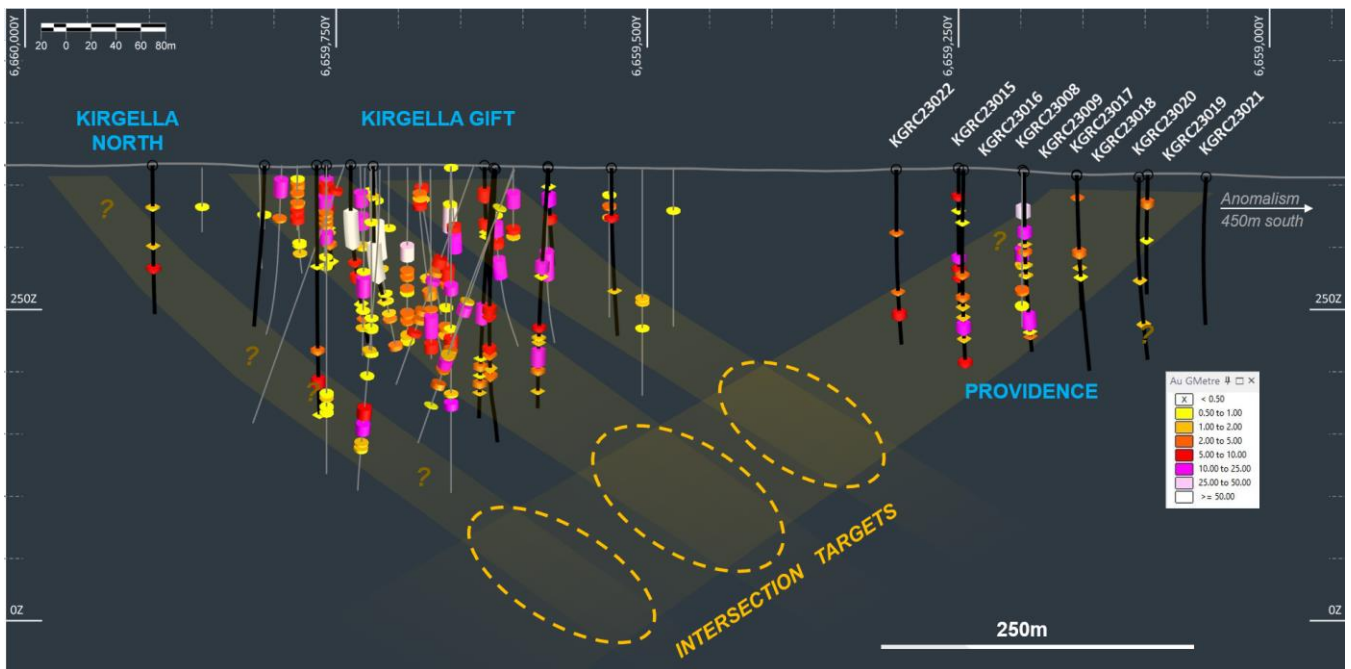 6,660,000Y
6,659,750Y
6,659,500Y
6,659,250Y
6,659,000Y
20 0 20 40 60 80m
KIRGELLA
NORTH
KIRGELLA GIFT
KGRC23022
KGRC23015
KGRC23016
KGRC23008
KGRC23009
KGRC23017
KGRC23018
KGRC23020
KGRC23019
KGRC23021
Anomalism
450m south
?
?
?
?
?
?
250Z
250Z
PROVIDENCE
Au GMetre
X < 0.50
0.50 to 1.00
1.00 to 2.00
2.00 to 5.00
5.00 to 10.00
10.00 to 25.00
25.00 to 50.00
>= 50.00
INTERSECTION TARGETS
0Z
0Z
250m